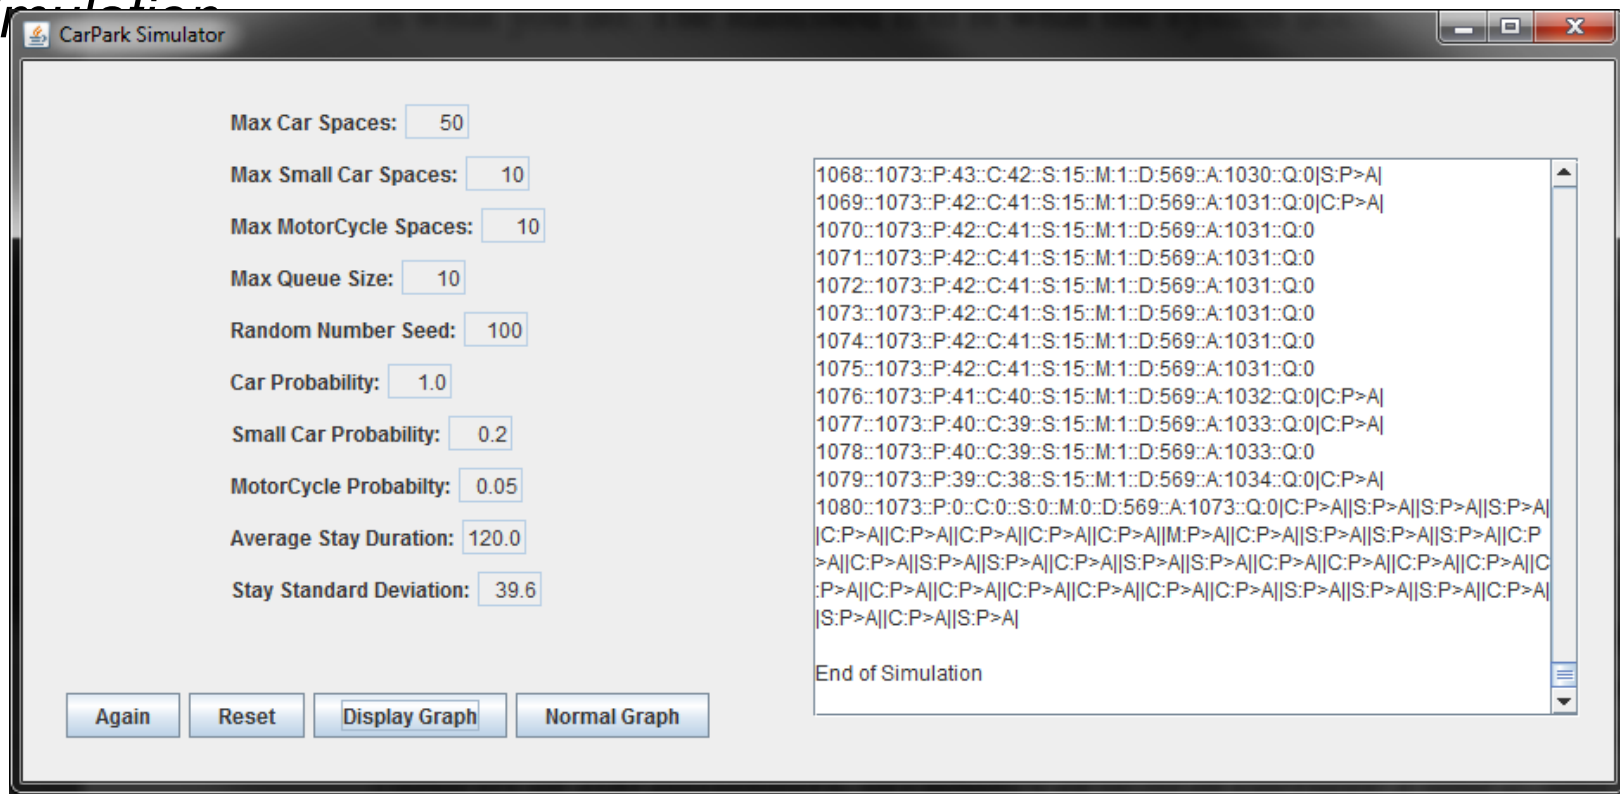 mulation
CarPark Simulator
Max Car Spaces: 50
Max Small Car Spaces: 10
Max MotorCycle Spaces: 10
Max Queue Size: 10
Random Number Seed: 100
Car Probability: 1.0
Small Car Probability: 0.2
MotorCycle Probabilty: 0.05
Average Stay Duration: 120.0
Stay Standard Deviation: 39.6
Again Reset Display Graph Normal Graph
1068::1073::P:43::C:42::S:15::M:1::D:569::A:1030::Q:0|S:P>A|
1069::1073::P:42::C:41::S:15::M:1::D:569::A:1031::Q:0|C:P>A|
1070::1073::P:42::C:41::S:15::M:1::D:569::A:1031::Q:0
1071::1073::P:42::C:41::S:15::M:1::D:569::A:1031::Q:0
1072::1073::P:42::C:41::S:15::M:1::D:569::A:1031::Q:0
1073::1073::P:42::C:41::S:15::M:1::D:569::A:1031::Q:0
1074::1073::P:42::C:41::S:15::M:1::D:569::A:1031::Q:0
1075::1073::P:42::C:41::S:15::M:1::D:569::A:1031::Q:0
1076::1073::P:41::C:40::S:15::M:1::D:569::A:1032::Q:0|C:P>A|
1077::1073::P:40::C:39::S:15::M:1::D:569::A:1033::Q:0|C:P>A|
1078::1073::P:40::C:39::S:15::M:1::D:569::A:1033::Q:0
1079::1073::P:39::C:38::S:15::M:1::D:569::A:1034::Q:0|C:P>A|
1080::1073::P:0::C:0::S:0::M:0::D:569::A:1073::Q:0|C:P>A||S:P>A||S:P>A||S:P>A|
|C:P>A||C:P>A||C:P>A||C:P>A||C:P>A||M:P>A||C:P>A||S:P>A||S:P>A||S:P>A||C:P
>A||C:P>A||S:P>A||S:P>A||C:P>A||S:P>A||S:P>A||C:P>A||C:P>A||C:P>A||C:P>A||C
:P>A||C:P>A||C:P>A||C:P>A||C:P>A||C:P>A||C:P>A||S:P>A||S:P>A||S:P>A||C:P>A|
|S:P>A||C:P>A||S:P>A|
End of Simulation